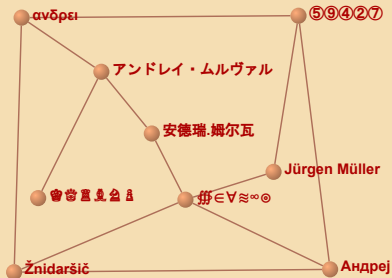 ανδρει
⑤⑨④②⑦
アンドレイ・ムルヴァル
安德瑞.姆尔瓦
Jürgen Müller
♚♛♜♝♞♟
∰∈∀≋∞⊚
Žnidaršič
Андреј